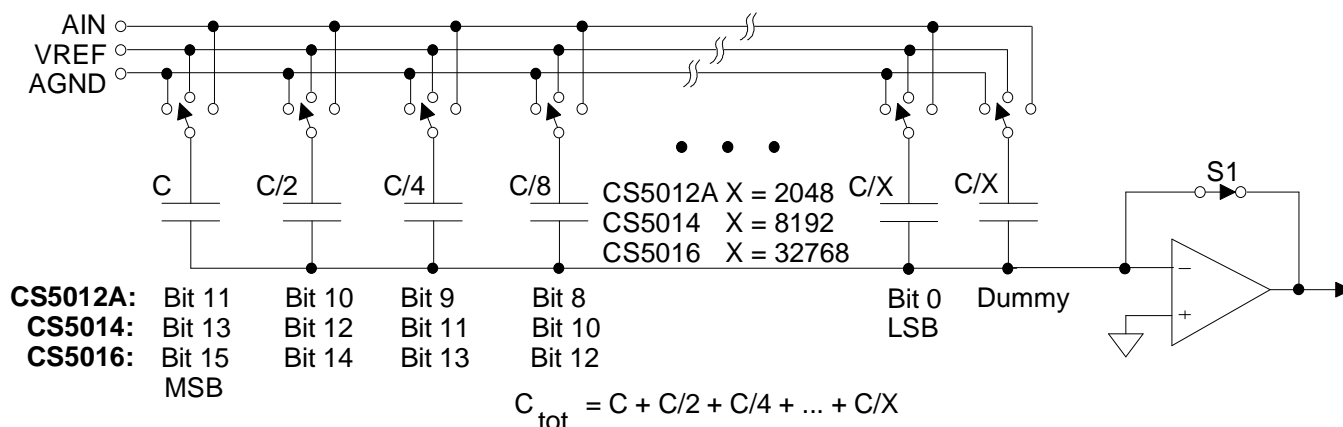 AIN
VREF
AGND
C
C/2
C/4
C/8
C/X
C/X
S1
CS5012A X = 2048
CS5014 X = 8192
CS5016 X = 32768
−
+
CS5012A: Bit 11 Bit 10 Bit 9 Bit 8 Bit 0 Dummy
CS5014: Bit 13 Bit 12 Bit 11 Bit 10 LSB
CS5016: Bit 15 Bit 14 Bit 13 Bit 12
MSB
C tot = C + C/2 + C/4 + ... + C/X